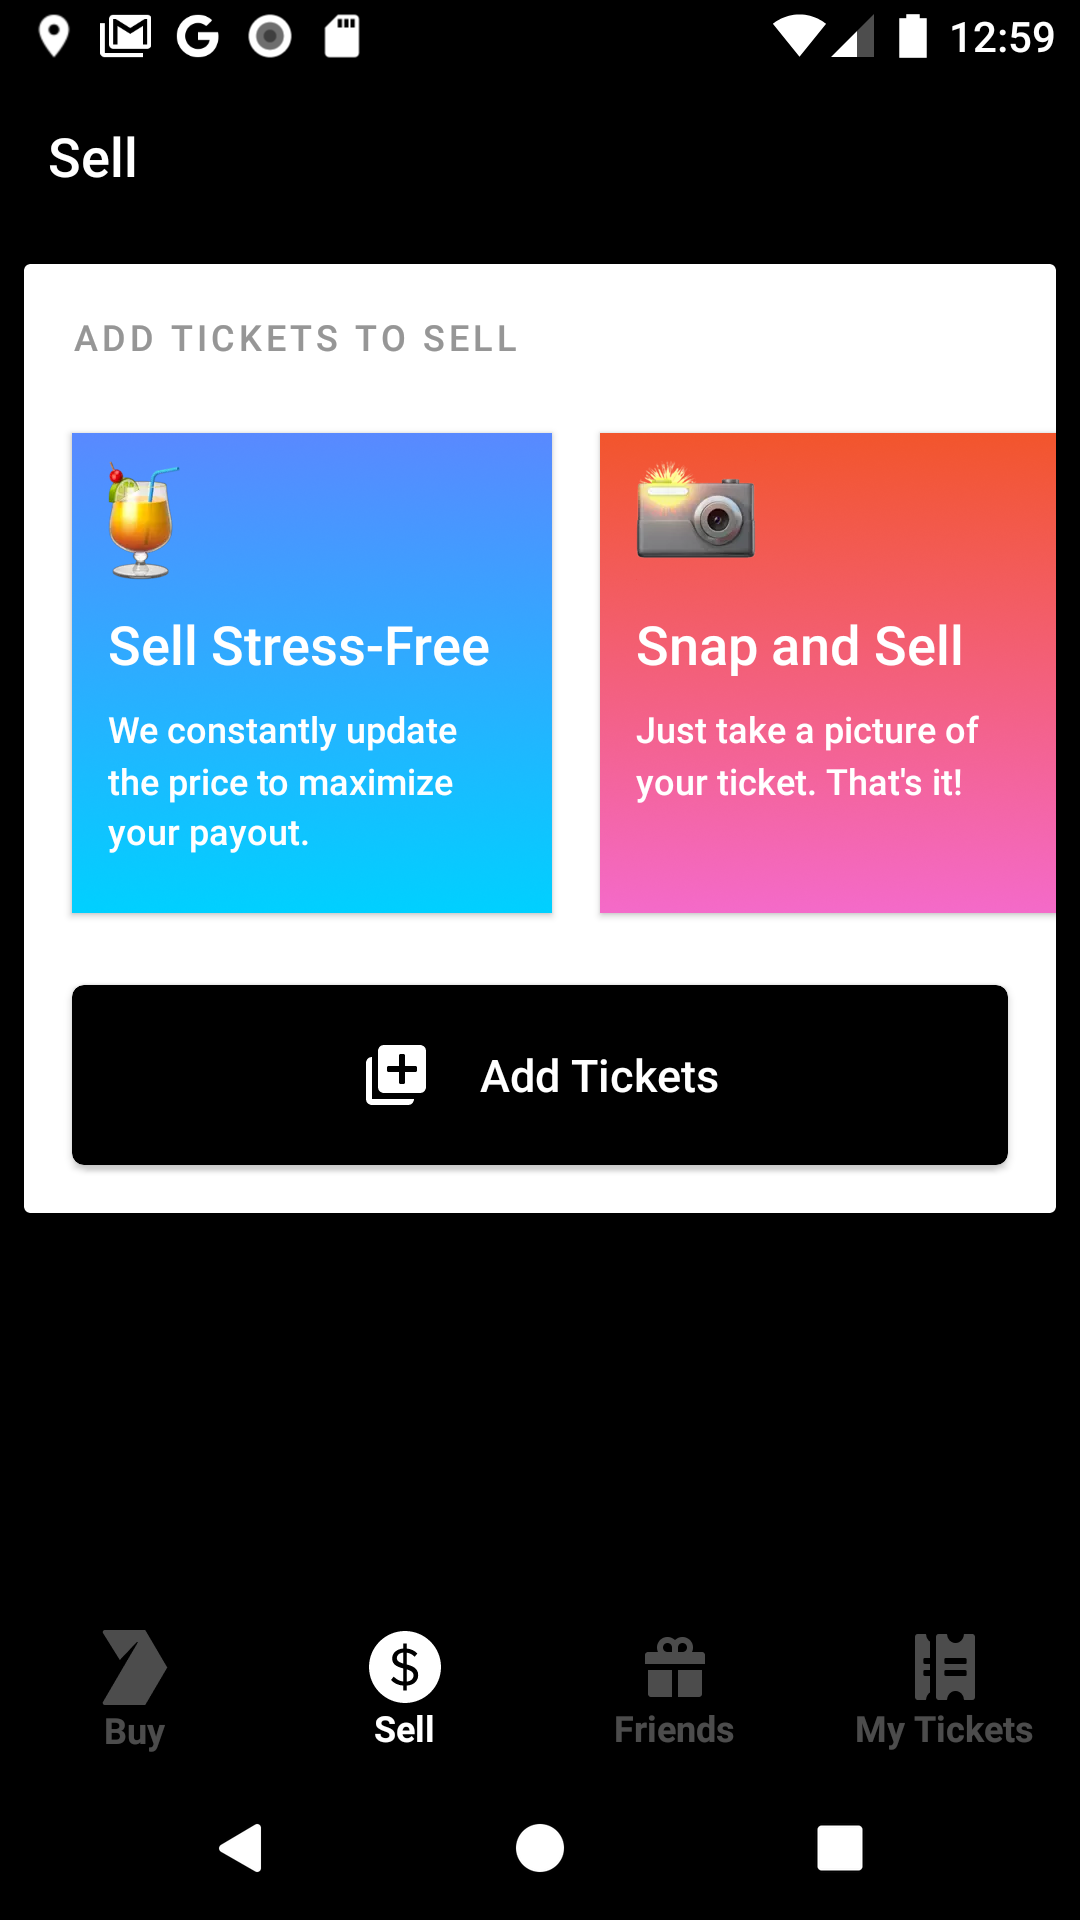 12:59
Sell
ADD TICKETS TO SELL
Sell Stress-Free
We constantly update
the price to maximize
your payout.
Snap and Sell
Just take a picture of
your ticket. That's it!
Add Tickets
Buy
Sell
Friends
My Tickets